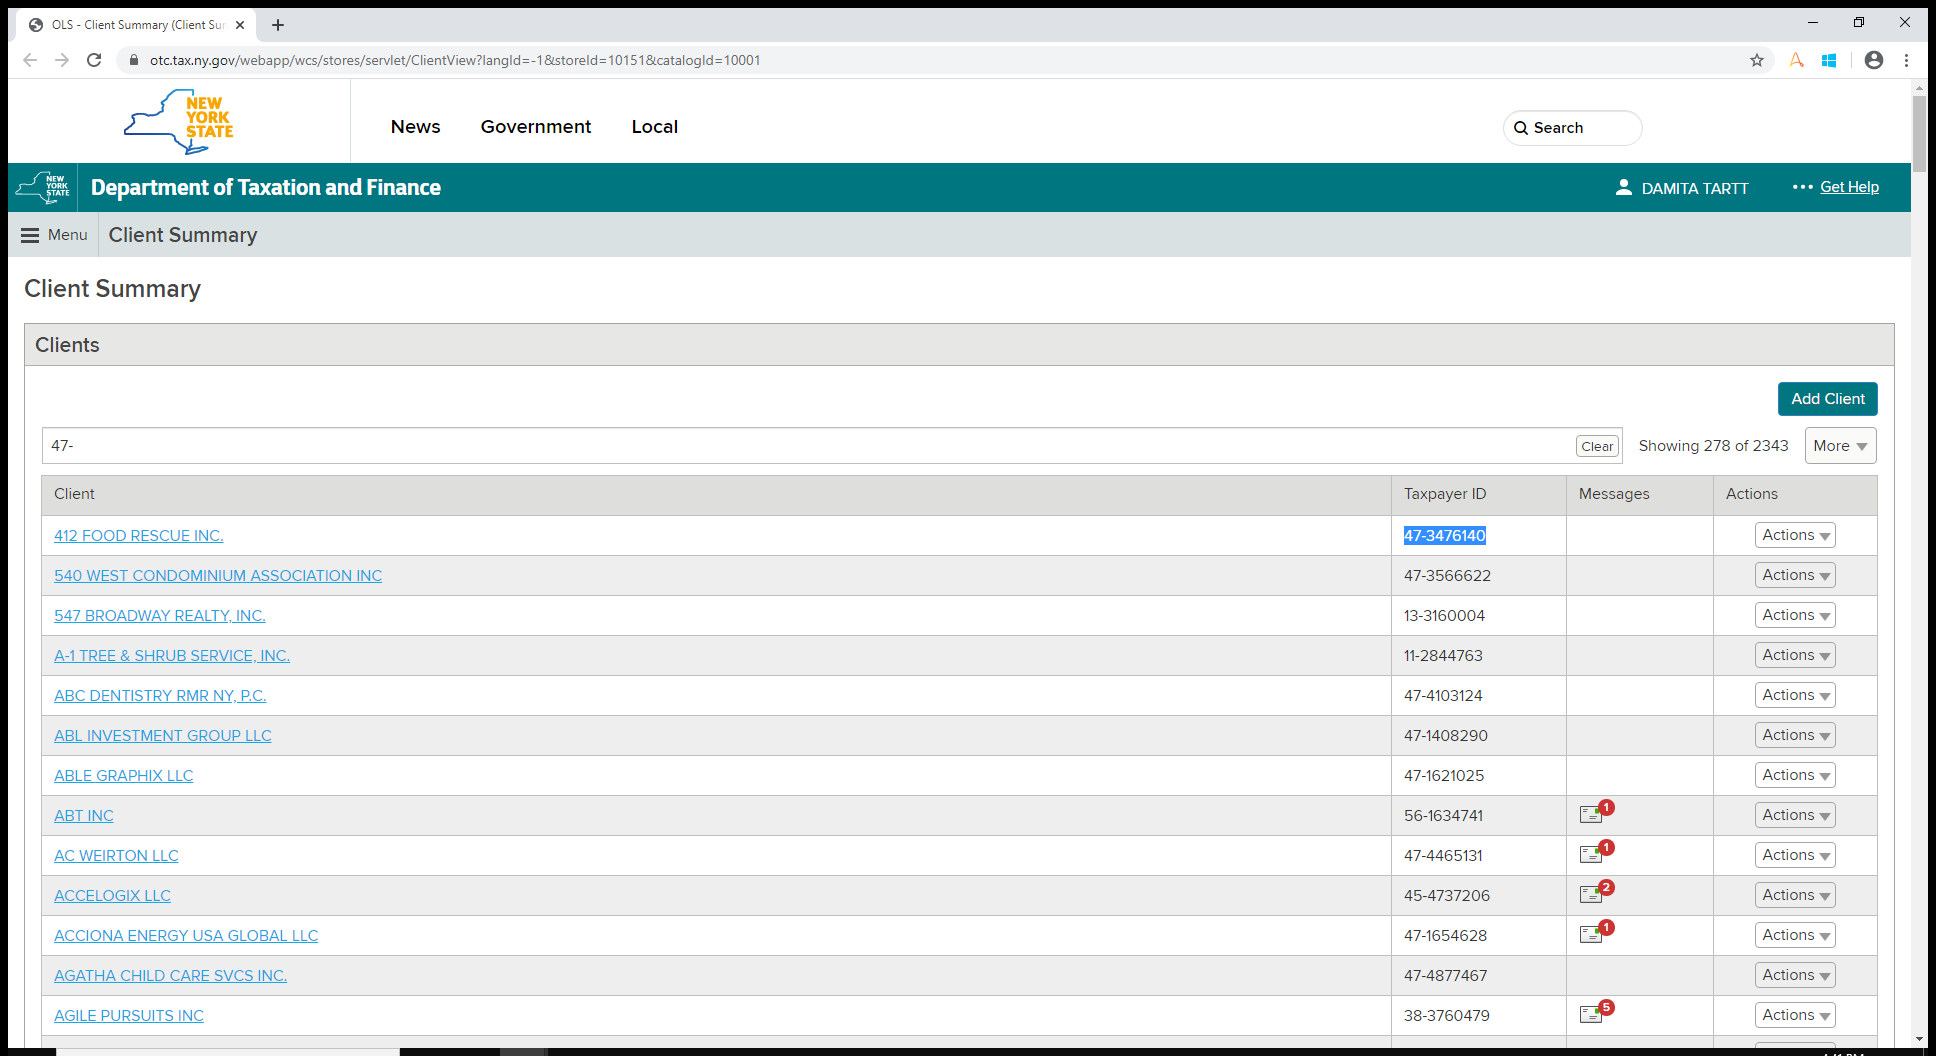 OLS - Client Summary (Client Sur
otc.tax.ny.gov/webapp/wcs/stores/servlet/ClientView?langId=-1&storeId=10151&catalogId=10001
NEW
YORK
STATE
News Government Local Search
NEW
YORK
STATE
Department of Taxation and Finance DAMITA TARTT Get Help
Menu Client Summary
Client Summary
Clients
Add Client
47- Clear Showing 278 of 2343 More
Client Taxpayer ID Messages Actions
412 FOOD RESCUE INC. 47-3476140 Actions
540 WEST CONDOMINIUM ASSOCIATION INC 47-3566622 Actions
547 BROADWAY REALTY, INC. 13-3160004 Actions
A-1 TREE & SHRUB SERVICE, INC. 11-2844763 Actions
ABC DENTISTRY RMR NY, P.C. 47-4103124 Actions
ABL INVESTMENT GROUP LLC 47-1408290 Actions
ABLE GRAPHIX LLC 47-1621025 Actions
ABT INC 56-1634741 1 Actions
AC WEIRTON LLC 47-4465131 1 Actions
ACCELOGIX LLC 45-4737206 2 Actions
ACCIONA ENERGY USA GLOBAL LLC 47-1654628 1 Actions
AGATHA CHILD CARE SVCS INC. 47-4877467 Actions
AGILE PURSUITS INC 38-3760479 5 Actions